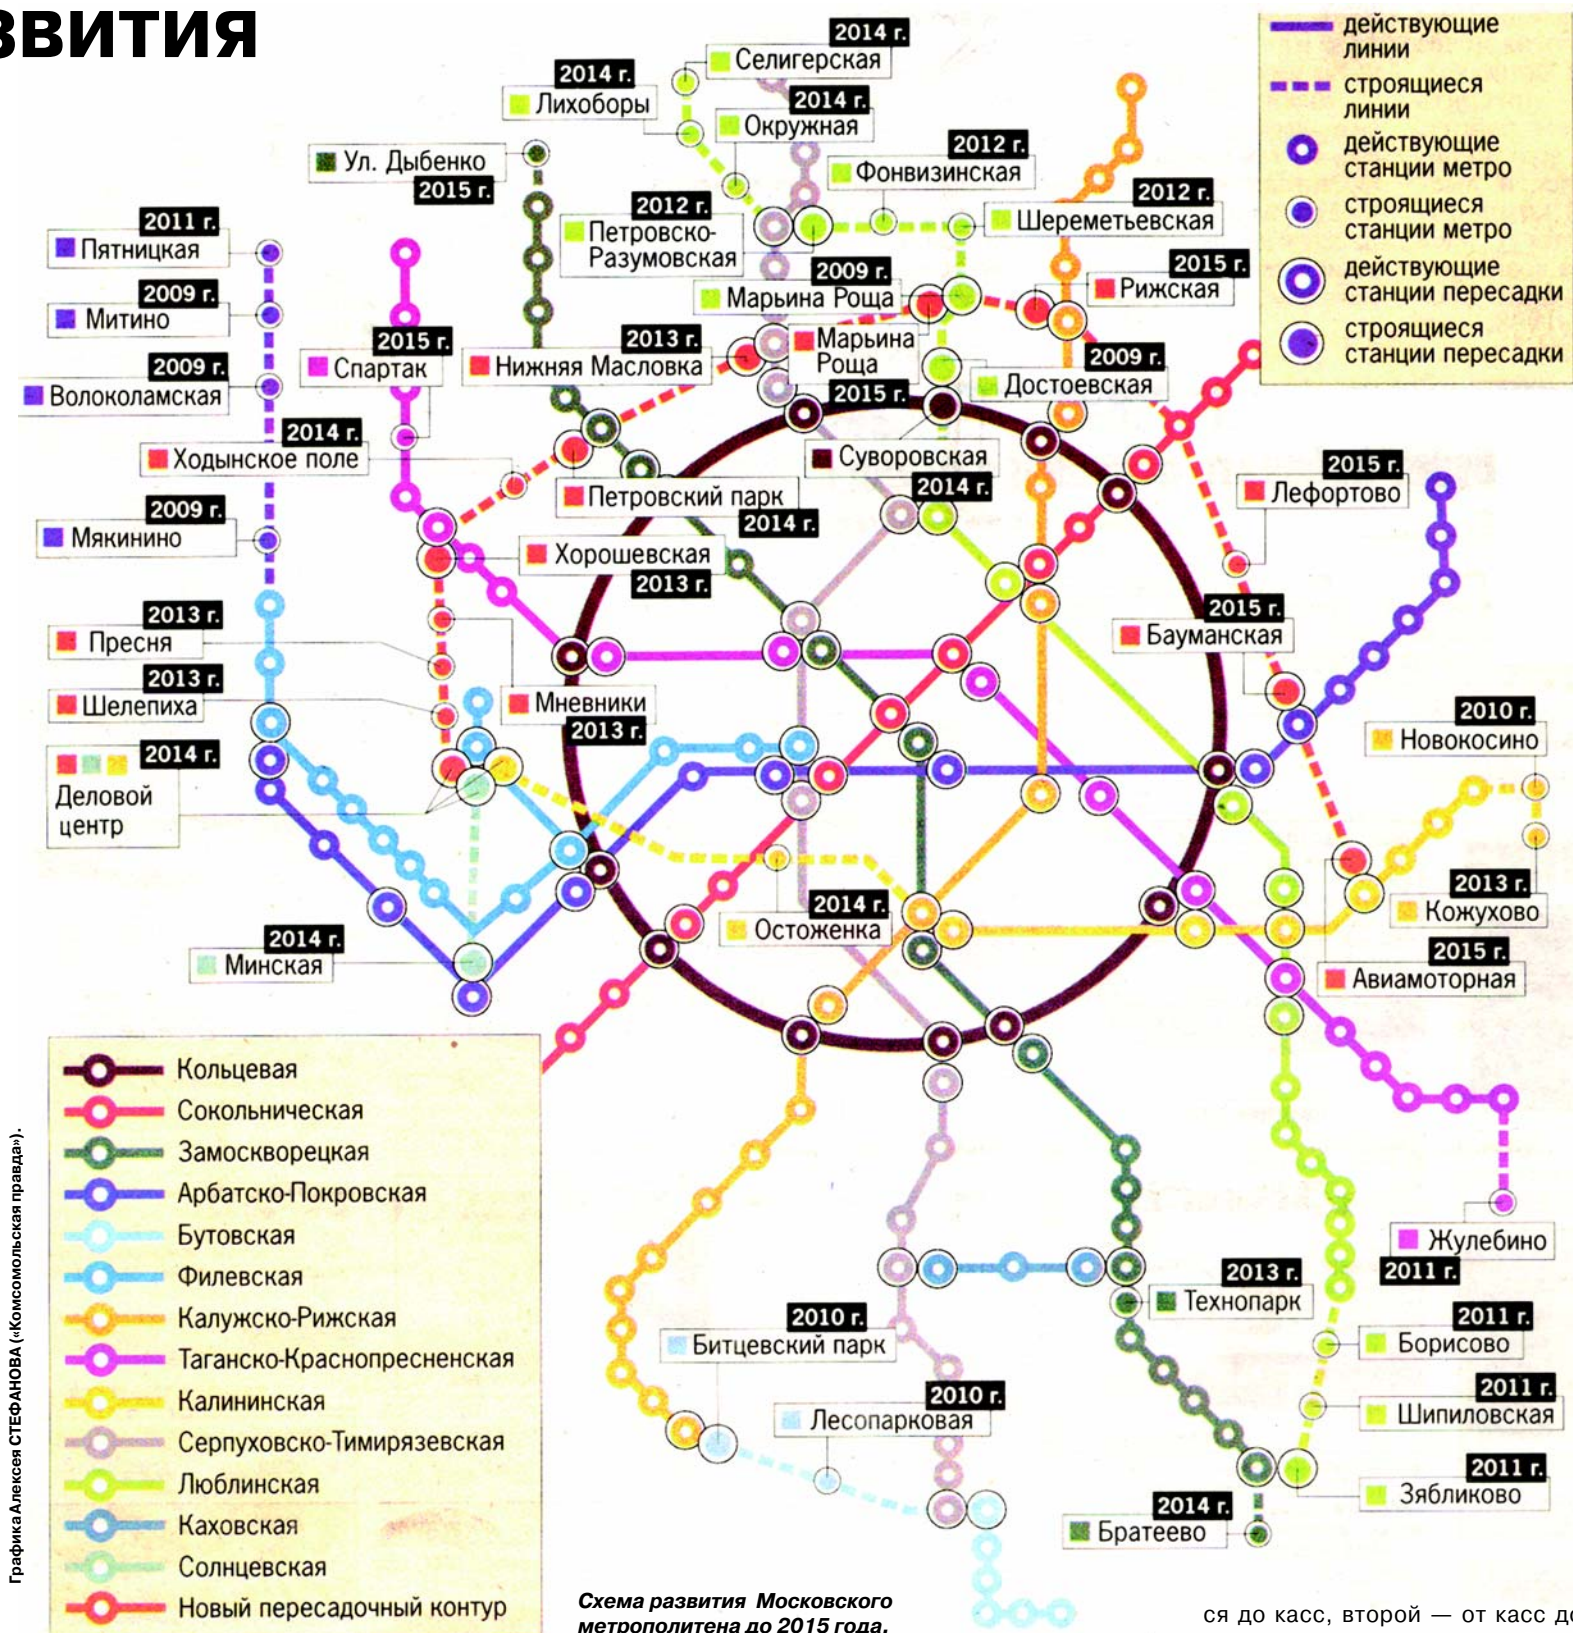 ЗВИТИЯ
действующие
линии
строящиеся
линии
действующие
станции метро
строящиеся
станции метро
действующие
станции пересадки
строящиеся
станции пересадки
2014 г.
Селигерская
2014 г.
Лихоборы
2014 г.
Окружная
2012 г.
Фонвизинская
Ул. Дыбенко
2015 г.
2012 г.
Петровско-
Разумовская
2012 г.
Шереметьевская
2011 г.
Пятницкая
2009 г.
Марьина Роща
2015 г.
Рижская
2009 г.
Митино
2015 г.
Спартак
2013 г.
Нижняя Масловка
Марьина
Роща
2015 г.
2009 г.
Достоевская
2009 г.
Волоколамская
2014 г.
Ходынское поле
Суворовская
2014 г.
Петровский парк
2014 г.
2015 г.
Лефортово
2009 г.
Мякинино
Хорошевская
2013 г.
2013 г.
Пресня
2015 г.
Бауманская
2013 г.
Шелепиха
Мневники
2013 г.
2014 г.
Деловой
центр
2010 г.
Новокосино
2013 г.
Кожухово
2014 г.
Остоженка
2014 г.
Минская
2015 г.
Авиамоторная
Кольцевая
Сокольническая
Замоскворецкая
Арбатско-Покровская
Бутовская
Филевская
Калужско-Рижская
Таганско-Краснопресненская
Калининская
Серпуховско-Тимирязевская
Люблинская
Каховская
Солнцевская
Новый пересадочный контур
Жулебино
2011 г.
2013 г.
Технопарк
2010 г.
Битцевский парк
2011 г.
Борисово
2010 г.
Лесопарковая
2011 г.
Шипиловская
2011 г.
Зябликово
2014 г.
Братеево
Графика Алексея СТЕФАНОВА («Комсомольская правда»).
Схема развития Московского
метрополитена до 2015 года.
ся до касс, второй — от касс до